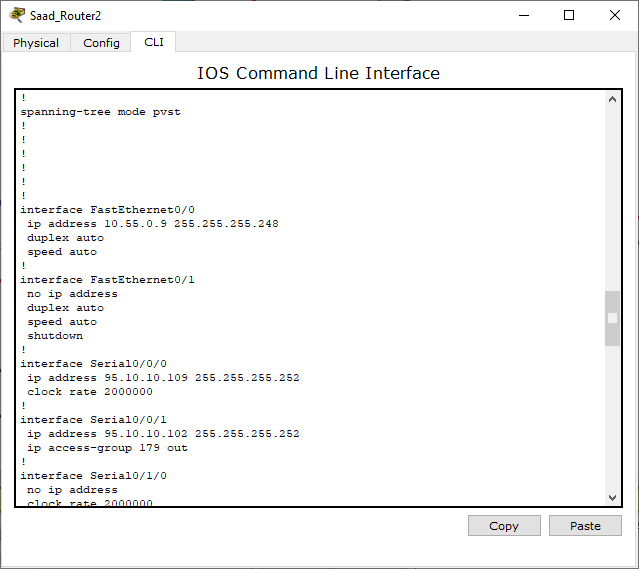 Saad_Router2
Physical Config CLI
IOS Command Line Interface
!
spanning-tree mode pvst
!
!
!
!
!
!
interface FastEthernet0/0
 ip address 10.55.0.9 255.255.255.248
 duplex auto
 speed auto
!
interface FastEthernet0/1
 no ip address
 duplex auto
 speed auto
 shutdown
!
interface Serial0/0/0
 ip address 95.10.10.109 255.255.255.252
 clock rate 2000000
!
interface Serial0/0/1
 ip address 95.10.10.102 255.255.255.252
 ip access-group 179 out
!
interface Serial0/1/0
 no ip address
 clock rate 2000000
Copy Paste